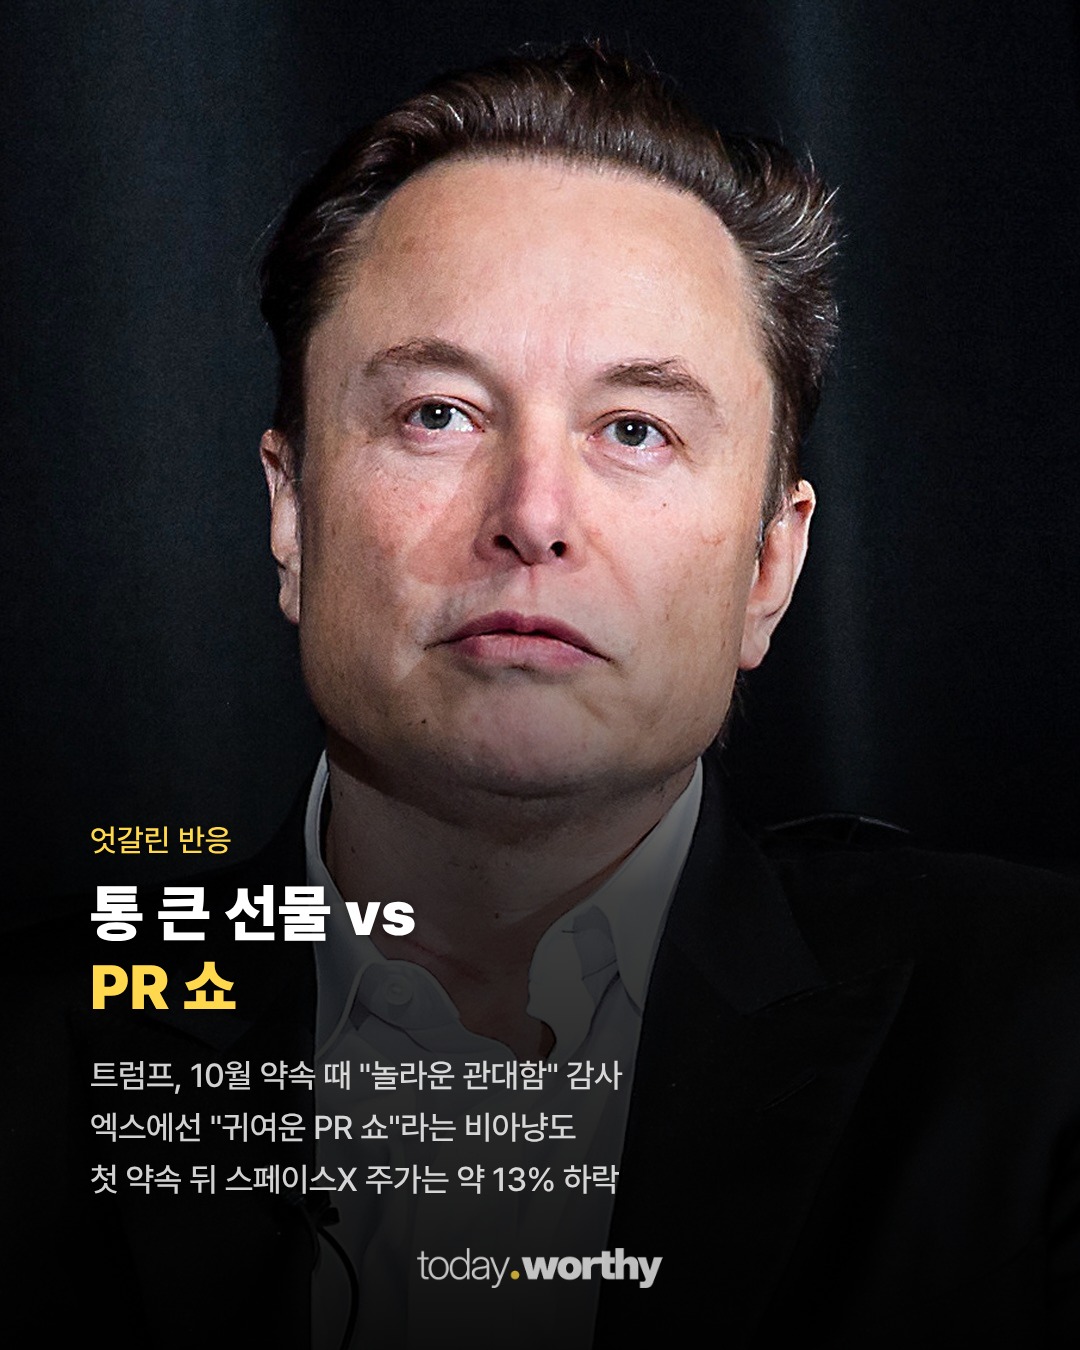 엇갈린 반응
통 큰 선물 vs
PR 쇼
트럼프, 10월 약속 때 "놀라운 관대함" 감사
엑스에선 "귀여운 PR 쇼"라는 비아냥도
첫 약속 뒤 스페이스X 주가는 약 13% 하락
today.worthy